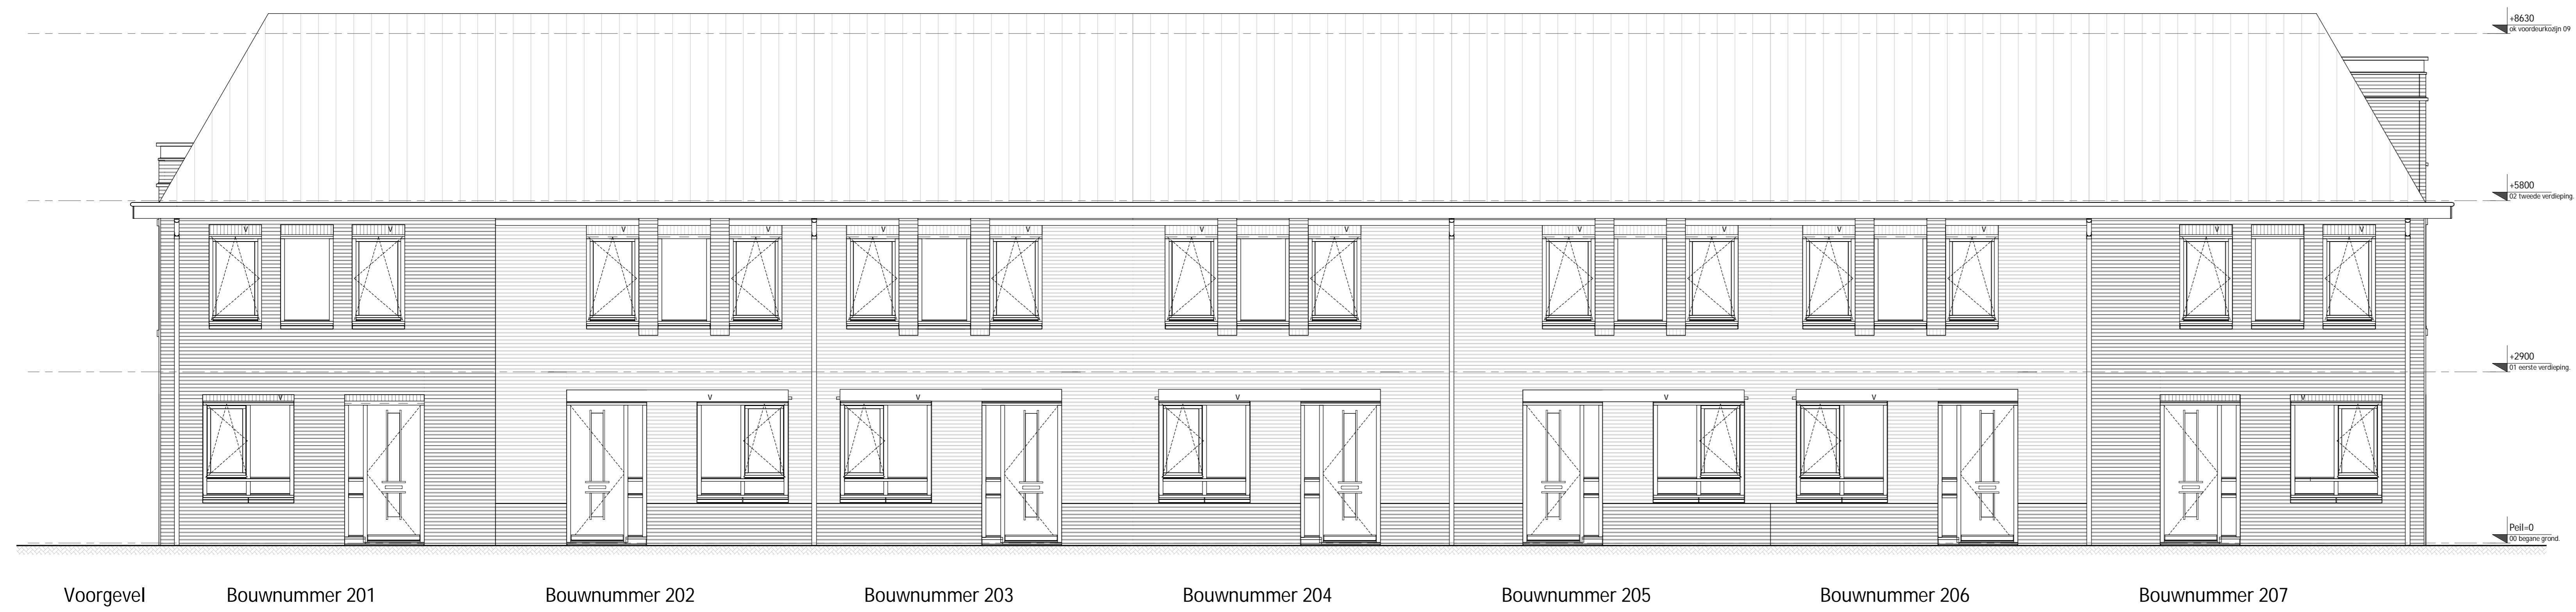 +8630
ok voordeurkozijn 09
+5800
02 tweede verdieping.
V V V V V V V V V V V V V V
+2900
01 eerste verdieping.
V V V V V V V
Peil=0
00 begane grond.
Voorgevel Bouwnummer 201 Bouwnummer 202 Bouwnummer 203 Bouwnummer 204 Bouwnummer 205 Bouwnummer 206 Bouwnummer 207